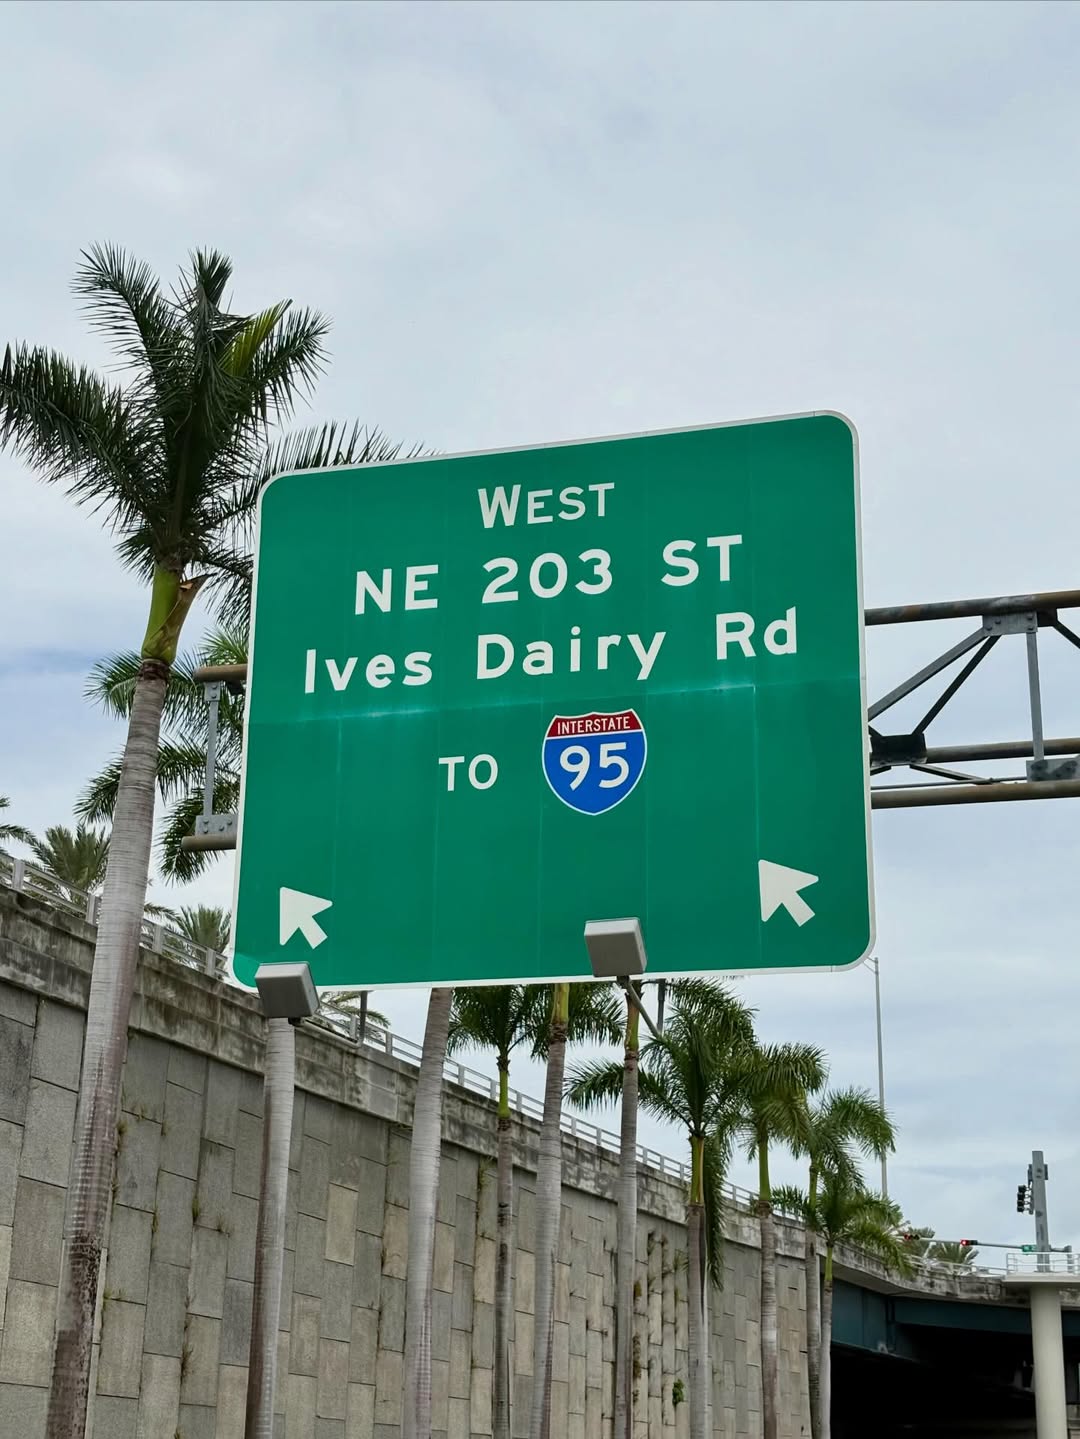 WEST
NE 203 ST
Ives Dairy Rd
TO INTERSTATE 95